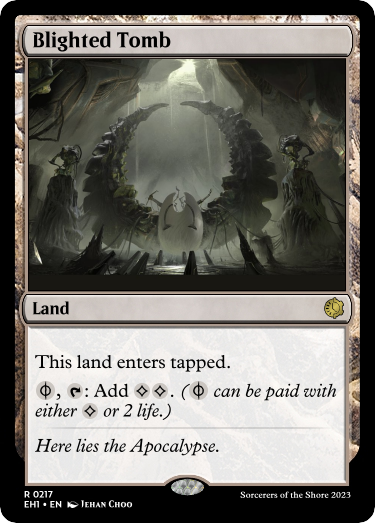 Blighted Tomb
Land
This land enters tapped.
, : Add . ( can be paid with
either or 2 life.)
Here lies the Apocalypse.
R 0217
EH1 • EN Jehan Choo
Sorcerers of the Shore 2023